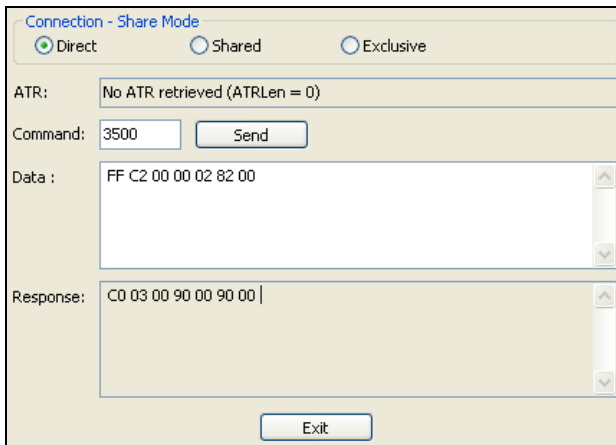 Connection - Share Mode
Direct Shared Exclusive
ATR: No ATR retrieved (ATRLen = 0)
Command: 3500 Send
Data : FF C2 00 00 02 82 00
Response: C0 03 00 90 00 90 00
Exit